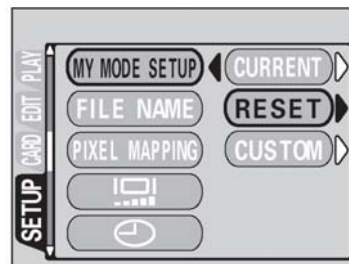 PLAY
EDIT
CARD
SETUP
MY MODE SETUP
CURRENT
FILE NAME
RESET
PIXEL MAPPING
CUSTOM